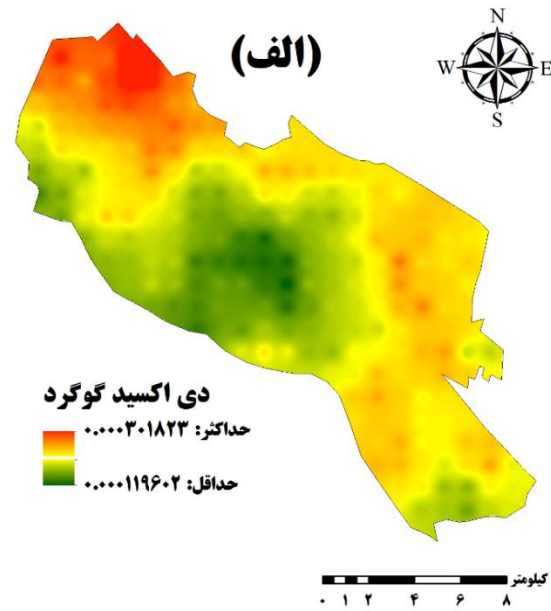 (الف)
N
W E
S
دی اکسید گوگرد
حداکثر: ۰.۰۰۰۳۰۱۸۲۳
حداقل: ۰.۰۰۰۱۱۹۶۰۲
کیلومتر
۰ ۱ ۲ ۴ ۶ ۸